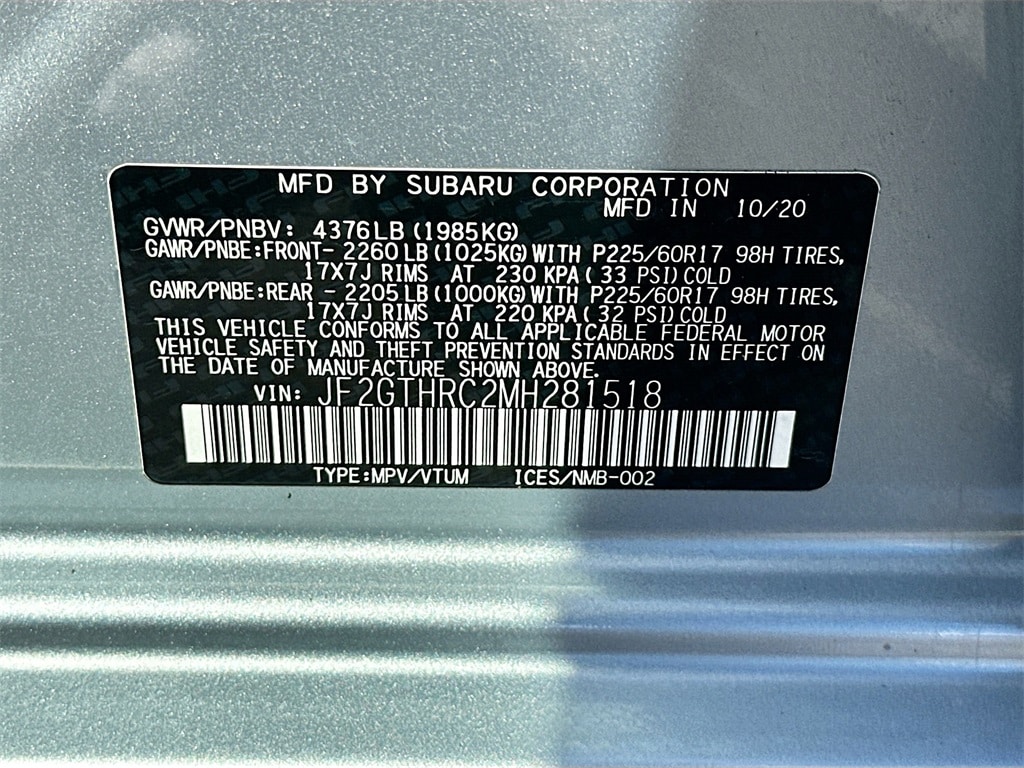 MFD BY SUBARU CORPORATION
MFD IN 10/20
GVWR/PNBV: 4376LB(1985KG)
GAWR/PNBE:FRONT- 2260LB(1025KG)WITH P225/60R17 98H TIRES,
17X7J RIMS AT 230 KPA( 33 PSI)COLD
GAWR/PNBE:REAR - 2205LB(1000KG)WITH P225/60R17 98H TIRES,
17X7J RIMS AT 220 KPA( 32 PSI)COLD
THIS VEHICLE CONFORMS TO ALL APPLICABLE FEDERAL MOTOR
VEHICLE SAFETY AND THEFT PREVENTION STANDARDS IN EFFECT ON
THE DATE OF MANUFACTURE SHOWN ABOVE.
VIN: JF2GTHRC2MH281518
TYPE:MPV/VTUM ICES/NMB-002